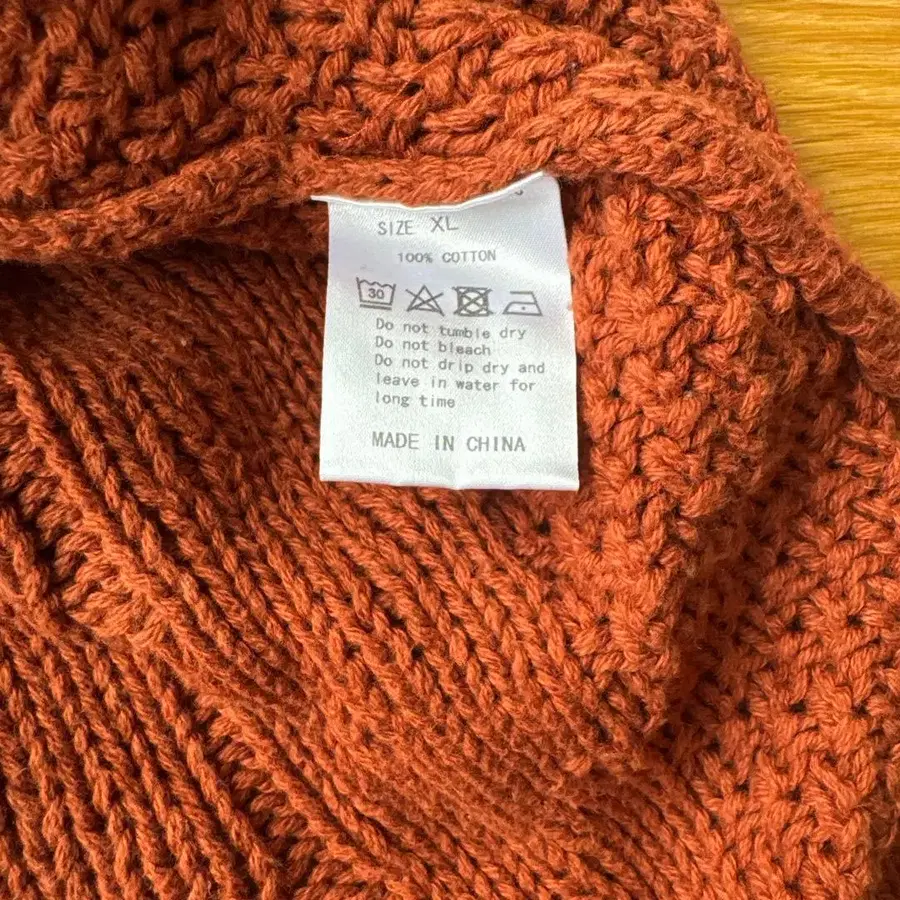 SIZE XL
100% COTTON
30
Do not tumble dry
Do not bleach
Do not drip dry and
leave in water for
long time
MADE IN CHINA